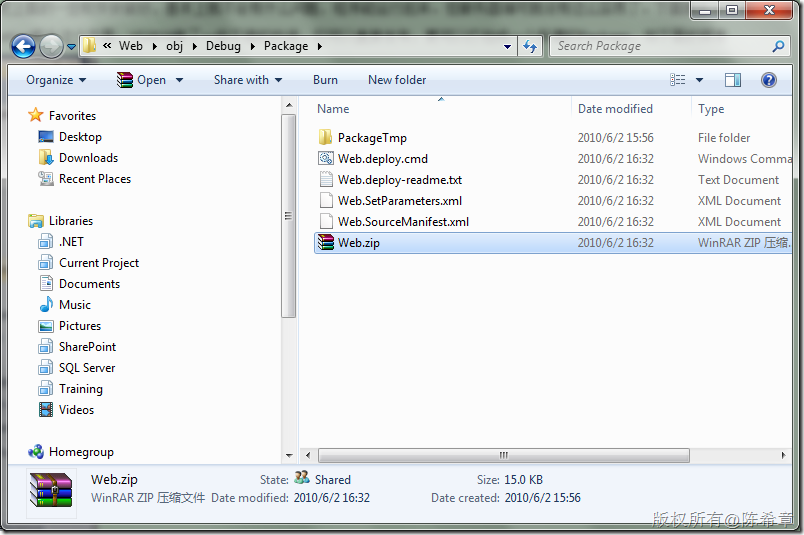 « Web ▸ obj ▸ Debug ▸ Package ▸
Search Package
Organize Open Share with Burn New folder
Favorites
Desktop
Downloads
Recent Places
Libraries
.NET
Current Project
Documents
Music
Pictures
SharePoint
SQL Server
Training
Videos
Homegroup
Name Date modified Type
PackageTmp 2010/6/2 15:56 File folder
Web.deploy.cmd 2010/6/2 16:32 Windows Comma
Web.deploy-readme.txt 2010/6/2 16:32 Text Document
Web.SetParameters.xml 2010/6/2 16:32 XML Document
Web.SourceManifest.xml 2010/6/2 16:32 XML Document
Web.zip 2010/6/2 16:32 WinRAR ZIP 压缩.
Web.zip State: Shared Size: 15.0 KB
WinRAR ZIP 压缩文件 Date modified: 2010/6/2 16:32 Date created: 2010/6/2 15:56
版权所有@陈希章